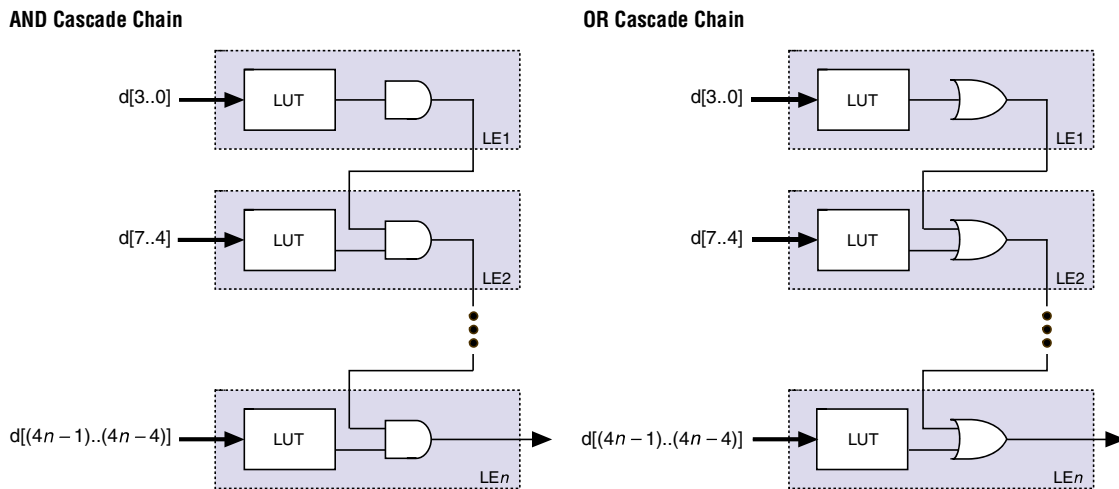 AND Cascade Chain
d[3..0]
LUT
LE1
d[7..4]
LUT
LE2
d[(4n – 1)..(4n – 4)]
LUT
LEn
OR Cascade Chain
d[3..0]
LUT
LE1
d[7..4]
LUT
LE2
d[(4n – 1)..(4n – 4)]
LUT
LEn